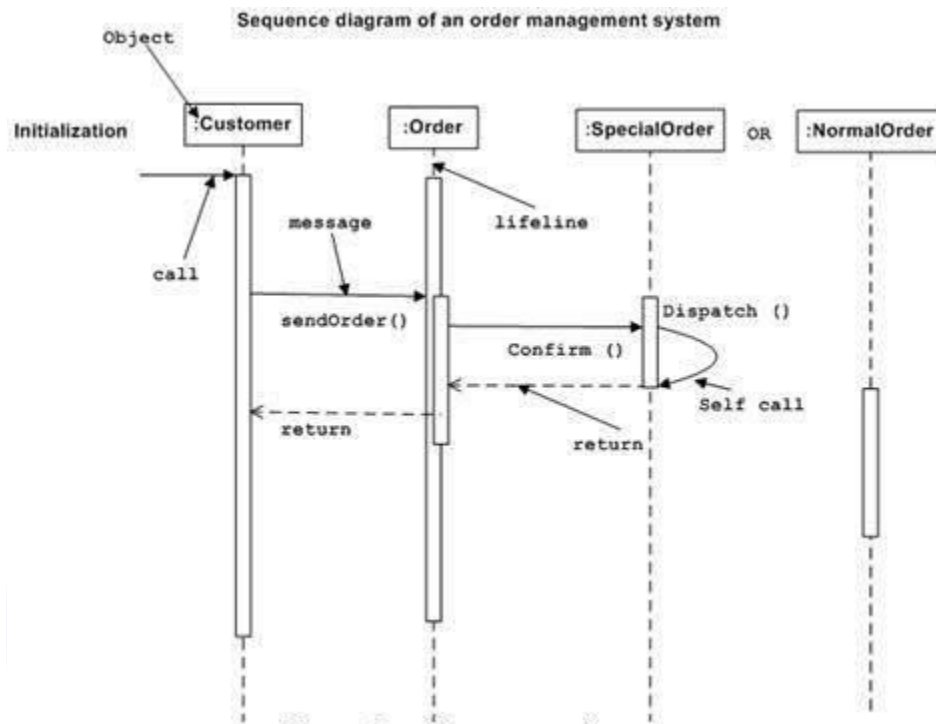 Sequence diagram of an order management system
Object
Initialization
:Customer
:Order
:SpecialOrder
OR
:NormalOrder
message
lifeline
call
sendOrder()
Dispatch ()
Confirm ()
Self call
return
return